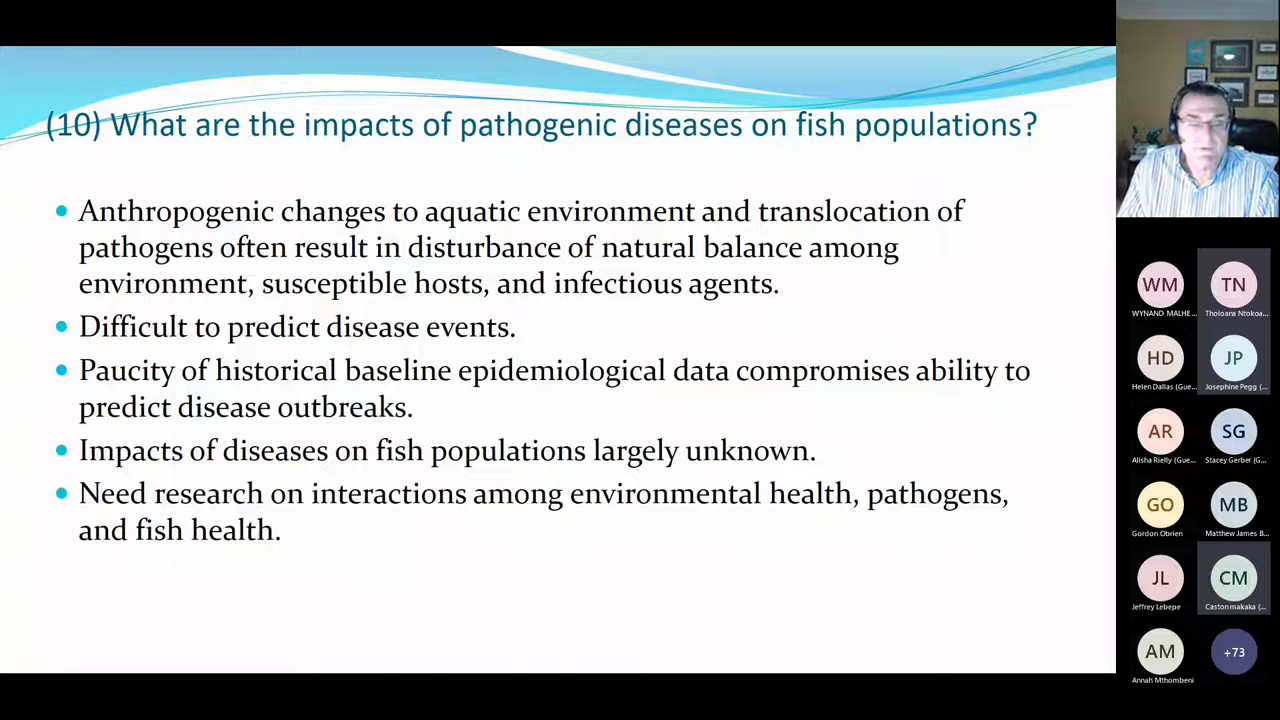 (10) What are the impacts of pathogenic diseases on fish populations?
• Anthropogenic changes to aquatic environment and translocation of
pathogens often result in disturbance of natural balance among
environment, susceptible hosts, and infectious agents.
• Difficult to predict disease events.
• Paucity of historical baseline epidemiological data compromises ability to
predict disease outbreaks.
• Impacts of diseases on fish populations largely unknown.
• Need research on interactions among environmental health, pathogens,
and fish health.
WM TN
WYNAND MALHE... Tholoana Ntokoa...
HD JP
Helen Dallas (Gue... Josephine Pegg (...
AR SG
Alisha Rielly (Gue... Stacey Gerber (G...
GO MB
Gordon Obrien Matthew James B...
JL CM
Jeffrey Lebepe Caston makaka (...
AM +73
Annah Mthombeni